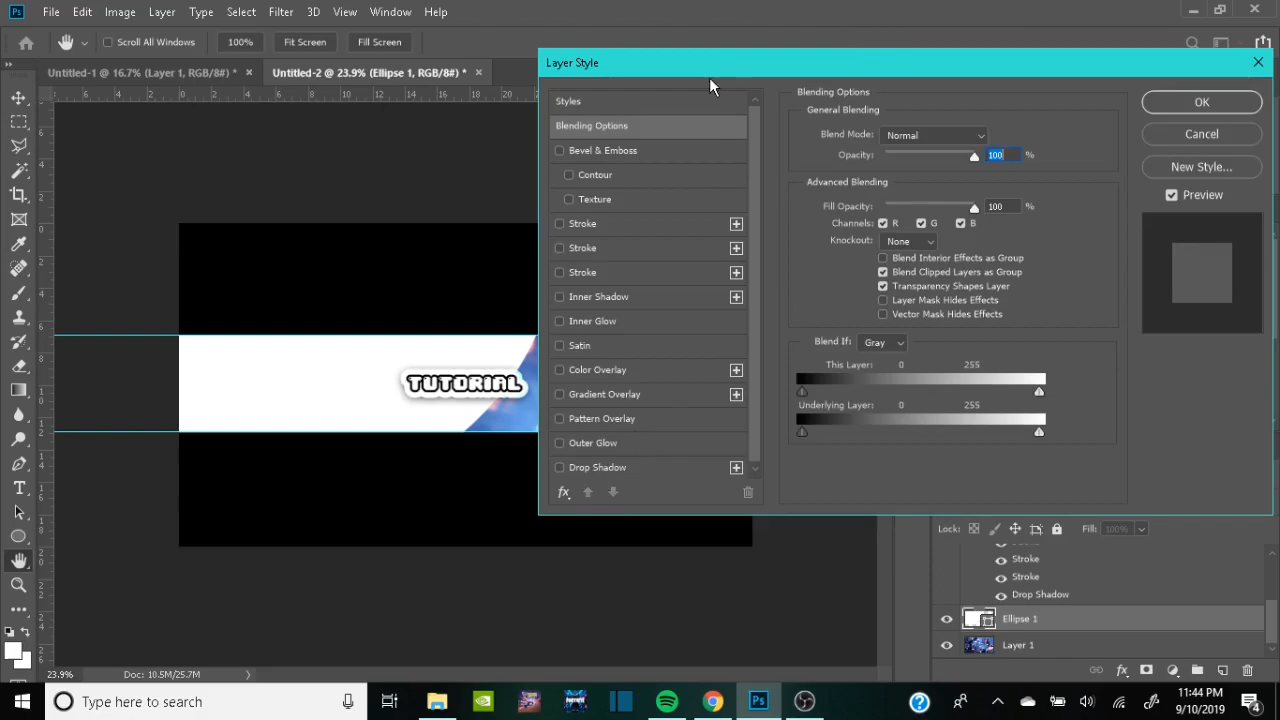 Ps File Edit Image Layer Type Select Filter 3D View Window Help
Scroll All Windows 100% Fit Screen Fill Screen
Untitled-1 @ 16.7% (Layer 1, RGB/8#) * × Untitled-2 @ 23.9% (Ellipse 1, RGB/8#) * ×
Layer Style
Styles
Blending Options
Bevel & Emboss
Contour
Texture
Stroke
Stroke
Stroke
Inner Shadow
Inner Glow
Satin
Color Overlay
Gradient Overlay
Pattern Overlay
Outer Glow
Drop Shadow
fx
Blending Options
General Blending
Blend Mode: Normal
Opacity: 100 %
Advanced Blending
Fill Opacity: 100 %
Channels: R G B
Knockout: None
Blend Interior Effects as Group
Blend Clipped Layers as Group
Transparency Shapes Layer
Layer Mask Hides Effects
Vector Mask Hides Effects
Blend If: Gray
This Layer: 0 255
Underlying Layer: 0 255
OK
Cancel
New Style...
Preview
TUTORIAL
Lock: Fill: 100%
Stroke
Stroke
Drop Shadow
Ellipse 1
Layer 1
fx
23.9% Doc: 10.5M/25.7M
Type here to search
Ps
11:44 PM
9/10/2019
4